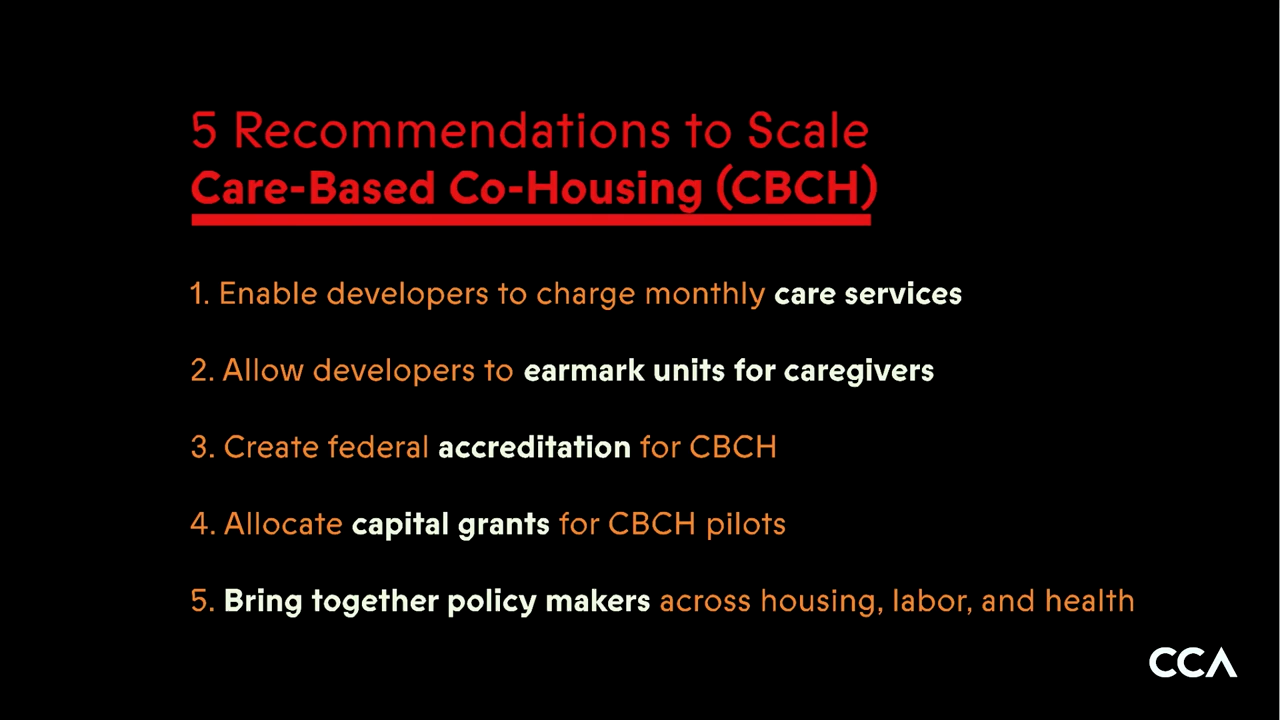 5 Recommendations to Scale
Care-Based Co-Housing (CBCH)
1. Enable developers to charge monthly care services
2. Allow developers to earmark units for caregivers
3. Create federal accreditation for CBCH
4. Allocate capital grants for CBCH pilots
5. Bring together policy makers across housing, labor, and health
CCA